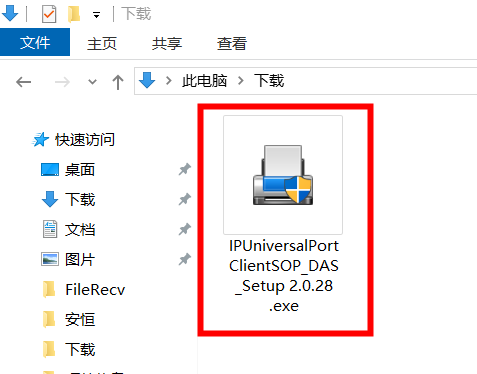 下载
文件 主页 共享 查看
此电脑 下载
快速访问
桌面
下载
文档
图片
FileRecv
安恒
下载
IPUniversalPort
ClientSOP_DAS
_Setup 2.0.28
.exe